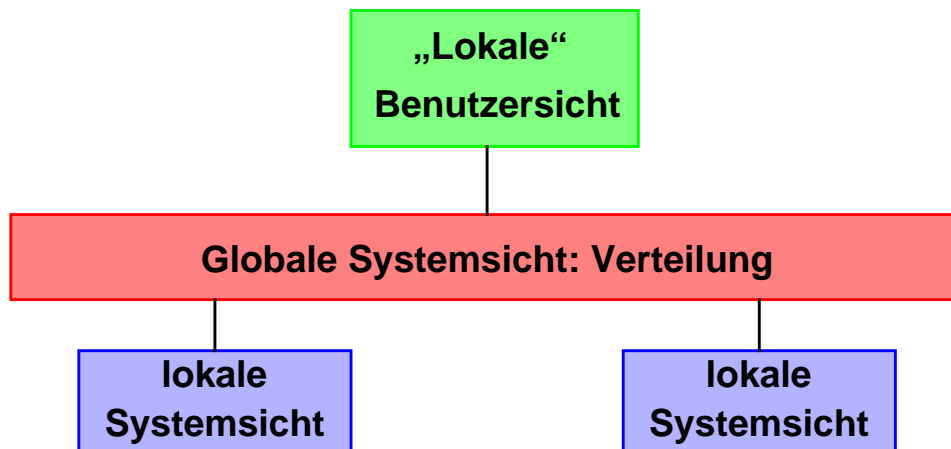 „Lokale“
Benutzersicht
Globale Systemsicht: Verteilung
lokale
Systemsicht
lokale
Systemsicht